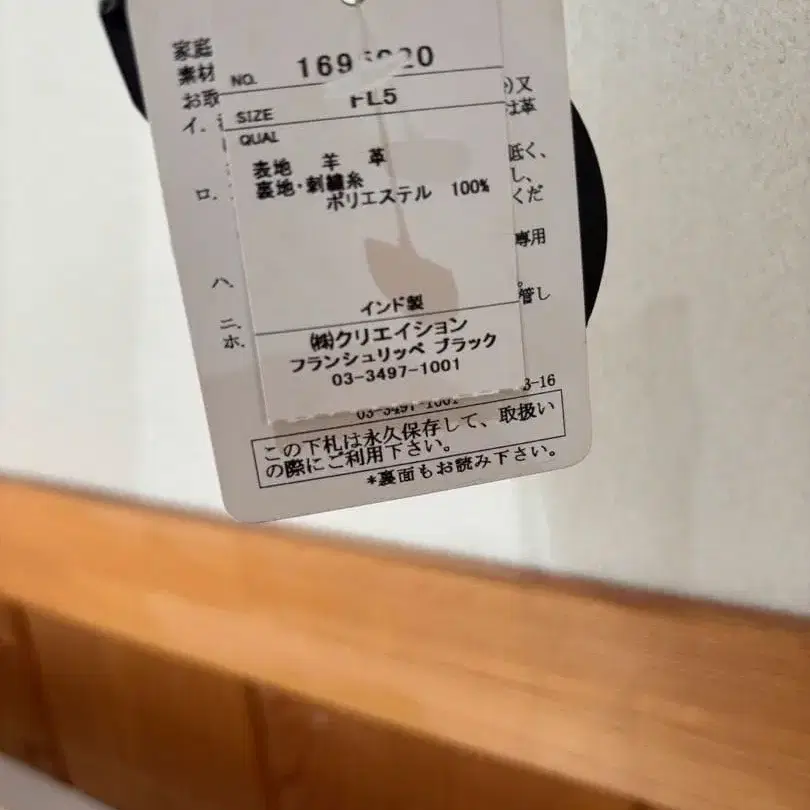 家庭
素材
お取
イ.
ロ.
ハ.
ニ.
ホ.
NO.
SIZE FL5
QUAL
表地 羊 革
裏地・刺繍糸
ポリエステル 100%
インド製
㈱クリエイション
フランシュリッペ ブラック
03-3497-1001
)又
は革
低く、
し、
くだ
専用
管し
3-16
この下札は永久保存して、取扱い
の際にご利用下さい。
*裏面もお読み下さい。